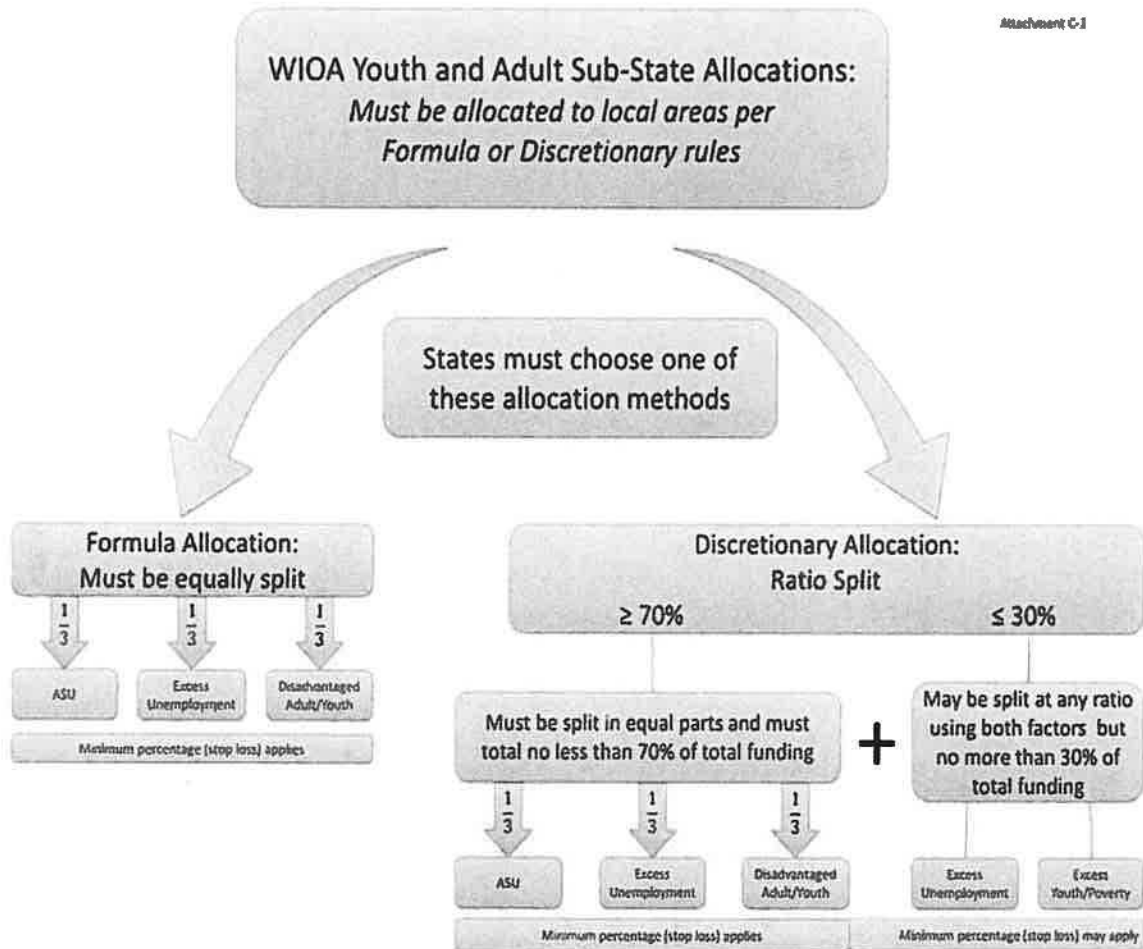 Attachment C-1
WIOA Youth and Adult Sub-State Allocations:
Must be allocated to local areas per
Formula or Discretionary rules
States must choose one of
these allocation methods
Formula Allocation:
Must be equally split
1/3
1/3
1/3
ASU
Excess
Unemployment
Disadvantaged
Adult/Youth
Minimum percentage (stop loss) applies
Discretionary Allocation:
Ratio Split
≥ 70%
≤ 30%
Must be split in equal parts and must
total no less than 70% of total funding
+
May be split at any ratio
using both factors but
no more than 30% of
total funding
1/3
1/3
1/3
ASU
Excess
Unemployment
Disadvantaged
Adult/Youth
Excess
Unemployment
Excess
Youth/Poverty
Minimum percentage (stop loss) applies
Minimum percentage (stop loss) may apply